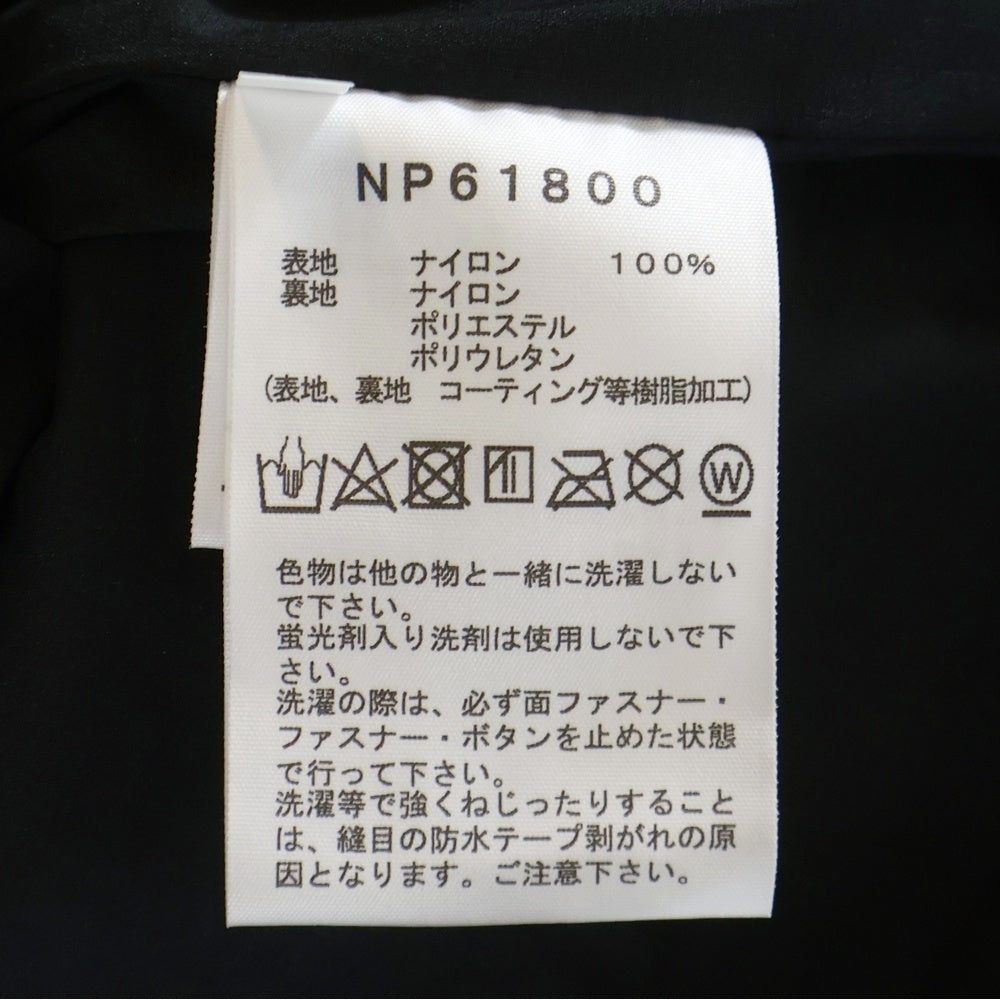 NP61800
表地 ナイロン 100%
裏地 ナイロン
ポリエステル
ポリウレタン
(表地、裏地 コーティング等樹脂加工)
W
色物は他の物と一緒に洗濯しない
で下さい。
蛍光剤入り洗剤は使用しないで下
さい。
洗濯の際は、必ず面ファスナー・
ファスナー・ボタンを止めた状態
で行って下さい。
洗濯等で強くねじったりすること
は、縫目の防水テープ剥がれの原
因となります。ご注意下さい。